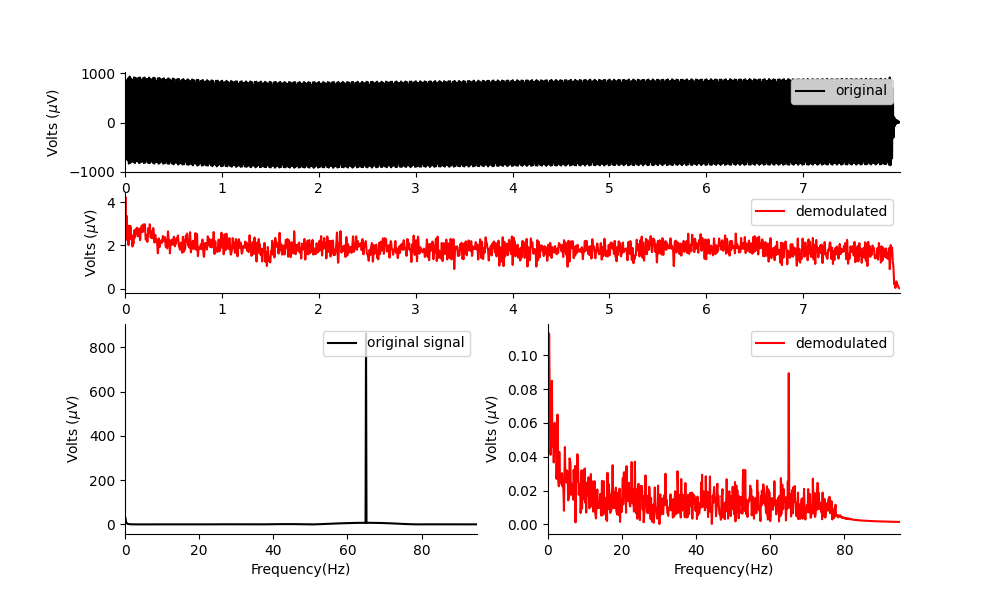 1000
0
−1000
Volts (μV)
original
0 1 2 3 4 5 6 7
4
2
0
Volts (μV)
demodulated
0 1 2 3 4 5 6 7
800
600
400
200
0
Volts (μV)
original signal
0 20 40 60 80
Frequency(Hz)
0.10
0.08
0.06
0.04
0.02
0.00
Volts (μV)
demodulated
0 20 40 60 80
Frequency(Hz)